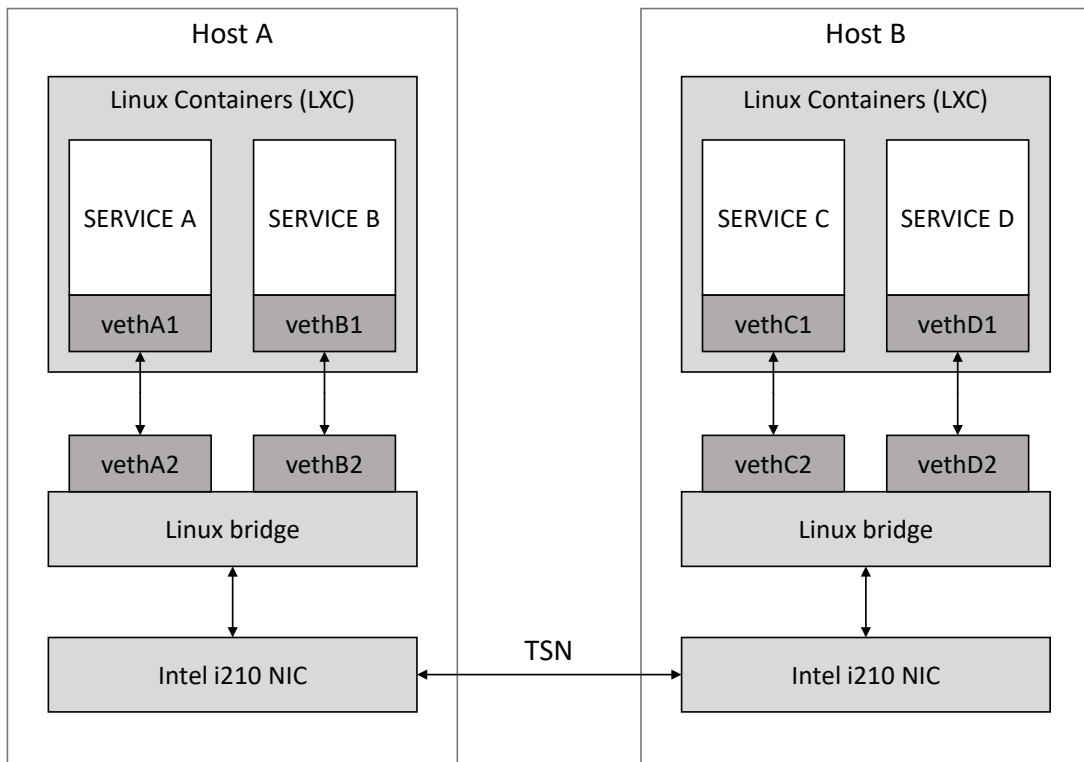 Host A
Linux Containers (LXC)
SERVICE A
SERVICE B
vethA1
vethB1
vethA2
vethB2
Linux bridge
Intel i210 NIC
TSN
Host B
Linux Containers (LXC)
SERVICE C
SERVICE D
vethC1
vethD1
vethC2
vethD2
Linux bridge
Intel i210 NIC